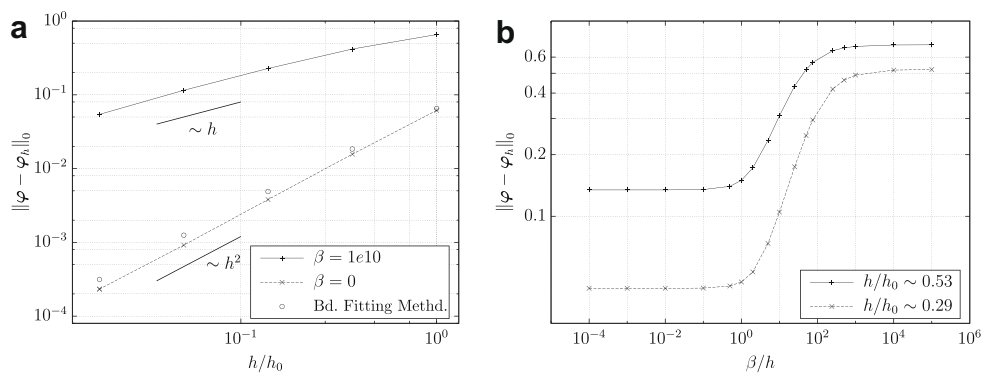 a
10^0
10^{-1}
10^{-2}
10^{-3}
10^{-4}
‖φ − φ_h‖_0
∼ h
∼ h^2
β = 1e10
β = 0
Bd. Fitting Methd.
10^{-1}
10^0
h/h_0
b
0.6
0.4
0.2
0.1
‖φ − φ_h‖_0
h/h_0 ∼ 0.53
h/h_0 ∼ 0.29
10^{-4}
10^{-2}
10^0
10^2
10^4
10^6
β/h